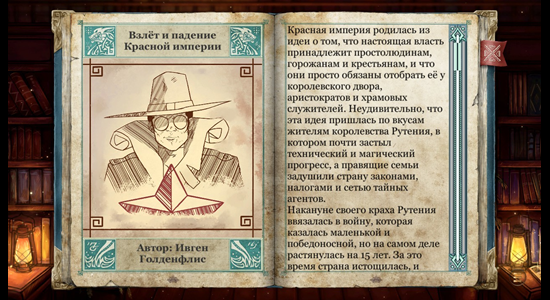 Взлёт и падение
Красной империи
Автор: Ивген
Голденфлис
Красная империя родилась из
идеи о том, что настоящая власть
принадлежит простолюдинам,
горожанам и крестьянам, и что
они просто обязаны отобрать её у
королевского двора,
аристократов и храмовых
служителей. Неудивительно, что
эта идея пришлась по вкусам
жителям королевства Рутения, в
котором почти застыл
технический и магический
прогресс, а правящие семьи
задушили страну законами,
налогами и сетью тайных
агентов.
Накануне своего краха Рутения
ввязалась в войну, которая
казалась маленькой и
победоносной, но на самом деле
растянулась на 15 лет. За это
время страна истощилась, и